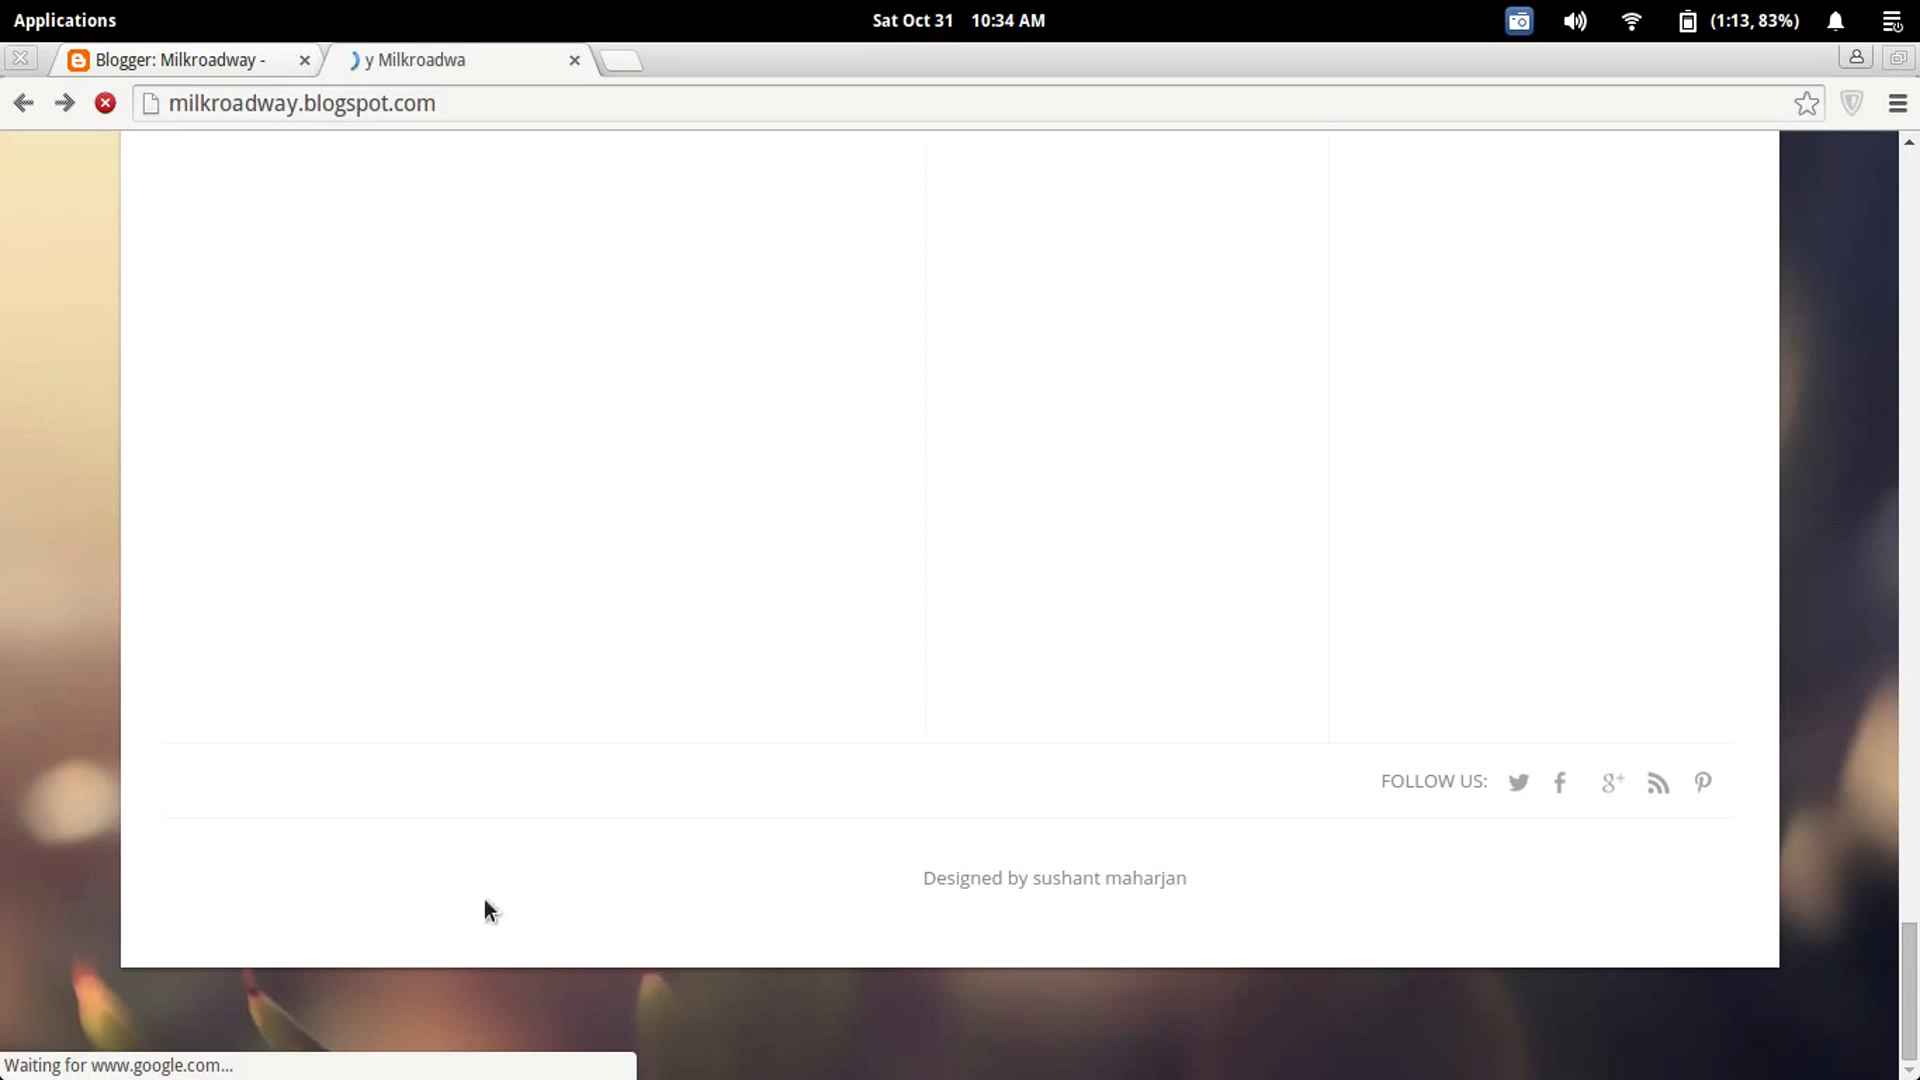 Applications
Sat Oct 31 10:34 AM
(1:13, 83%)
Blogger: Milkroadway -
y Milkroadwa
milkroadway.blogspot.com
FOLLOW US:
Designed by sushant maharjan
Waiting for www.google.com...